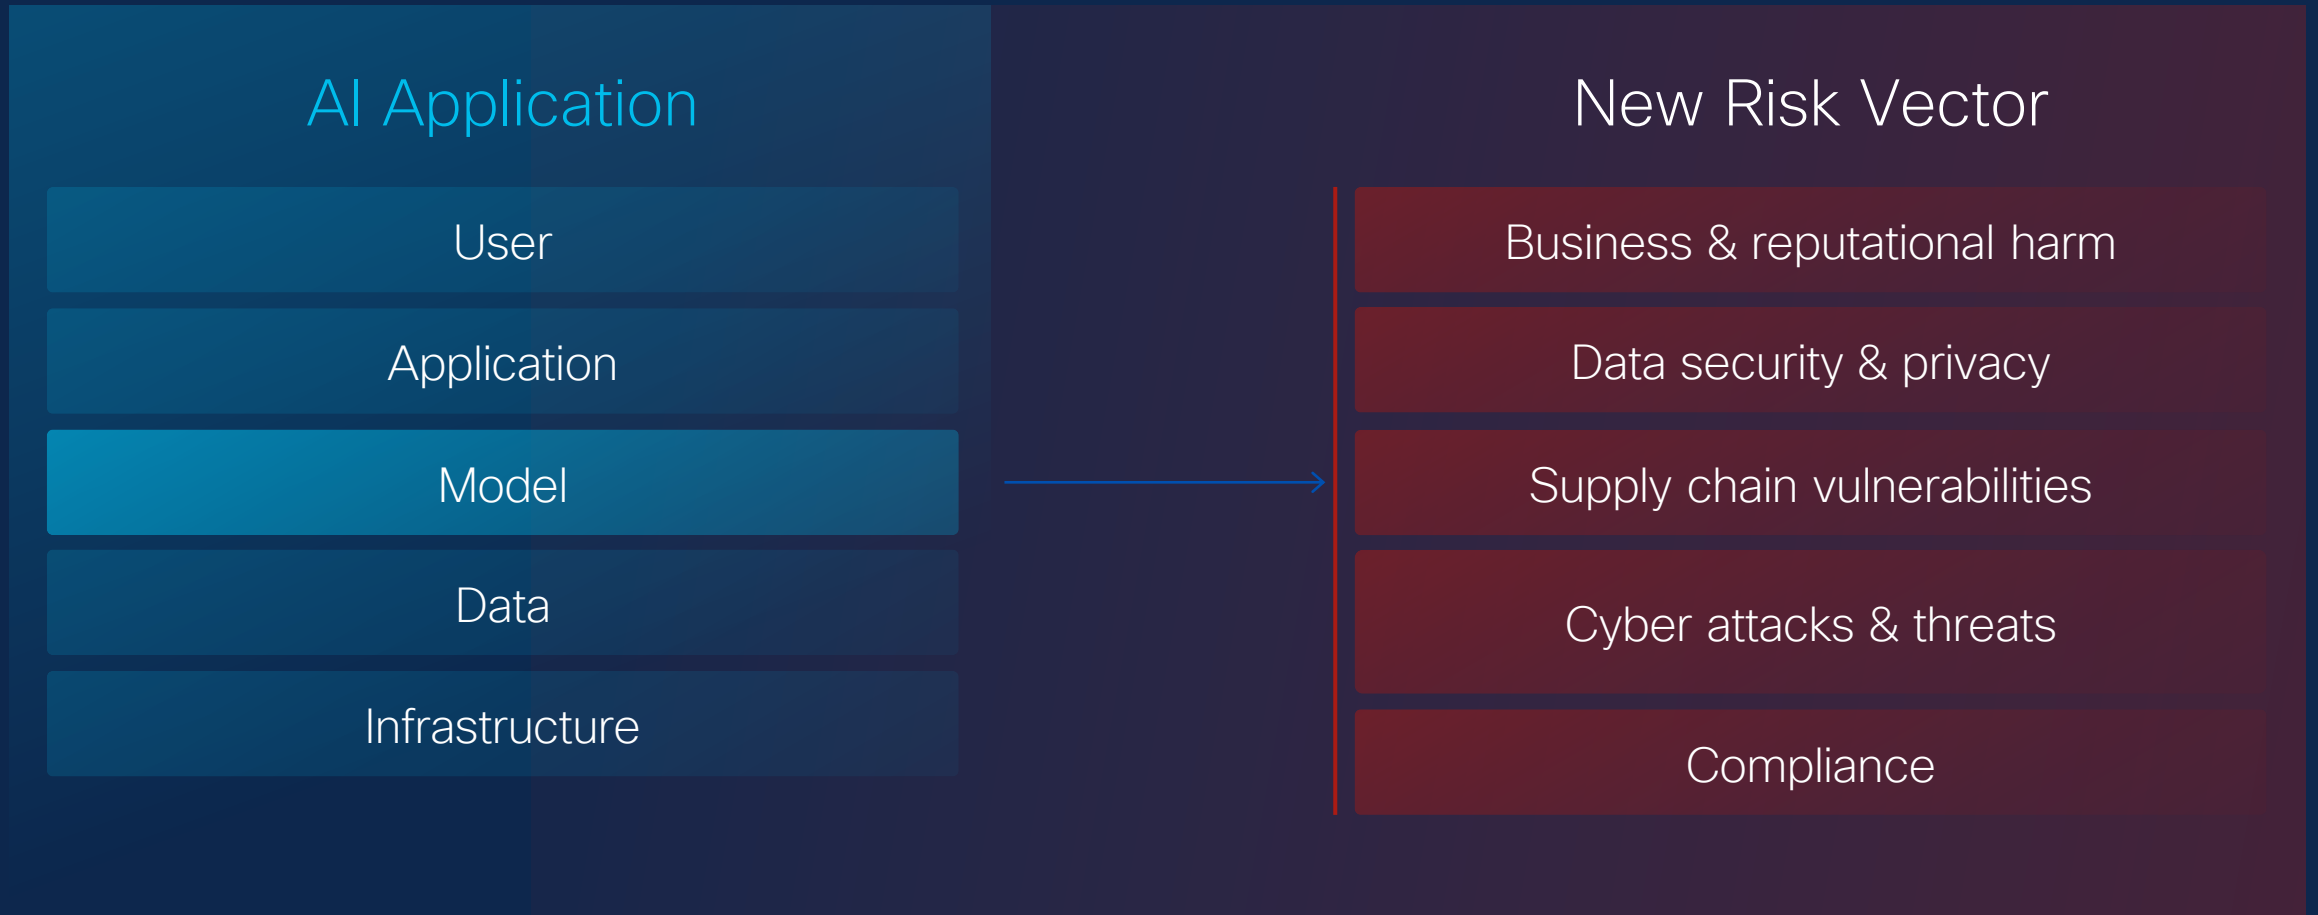 AI Application
User
Application
Model
Data
Infrastructure
New Risk Vector
Business & reputational harm
Data security & privacy
Supply chain vulnerabilities
Cyber attacks & threats
Compliance